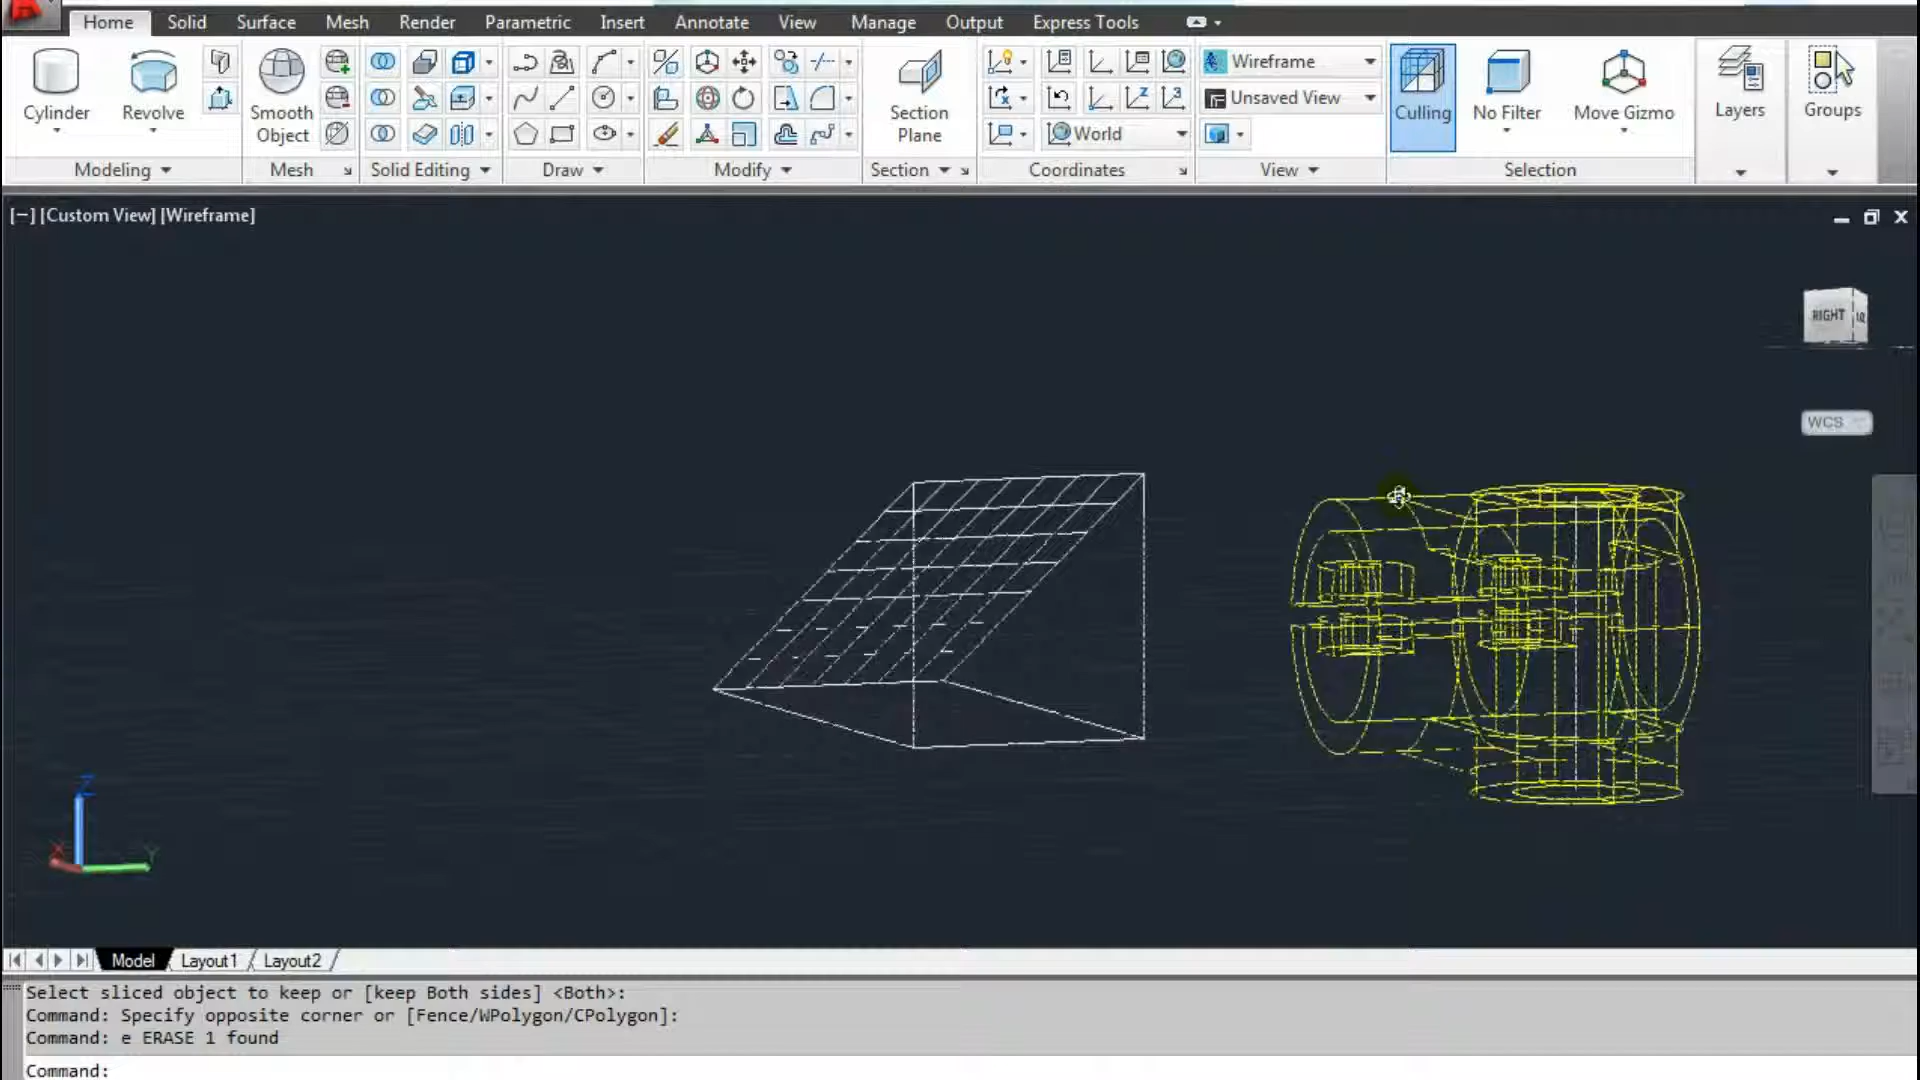 Home Solid Surface Mesh Render Parametric Insert Annotate View Manage Output Express Tools
Cylinder
Revolve
Smooth
Object
Section
Plane
World
Wireframe
Unsaved View
Culling
No Filter
Move Gizmo
Layers
Groups
Modeling
Mesh
Solid Editing
Draw
Modify
Section
Coordinates
View
Selection
[−] [Custom View] [Wireframe]
RIGHT
WCS
Z
X
Y
Model Layout1 Layout2
Select sliced object to keep or [keep Both sides] <Both>:
Command: Specify opposite corner or [Fence/WPolygon/CPolygon]:
Command: e ERASE 1 found
Command: